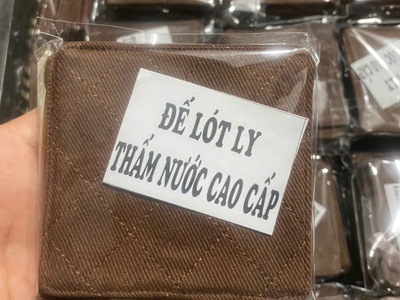 ĐẾ LÓT LY
THẤM NƯỚC CAO CẤP